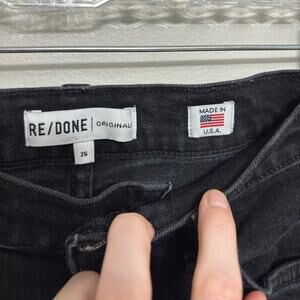 RE/DONE | ORIGINALS
26
MADE IN
U.S.A.